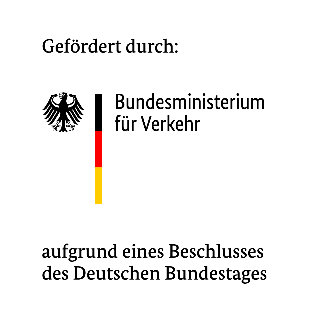 Gefördert durch:
Bundesministerium
für Verkehr
aufgrund eines Beschlusses
des Deutschen Bundestages